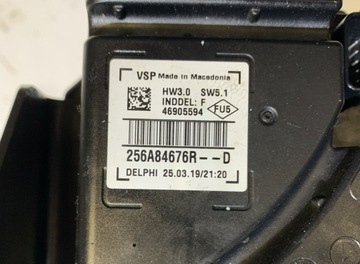 VSP Made in Macedonia
HW3.0 SW5.1
INDDEL: F
46905594
FU5
256A84676R--D
DELPHI 25.03.19/21:20